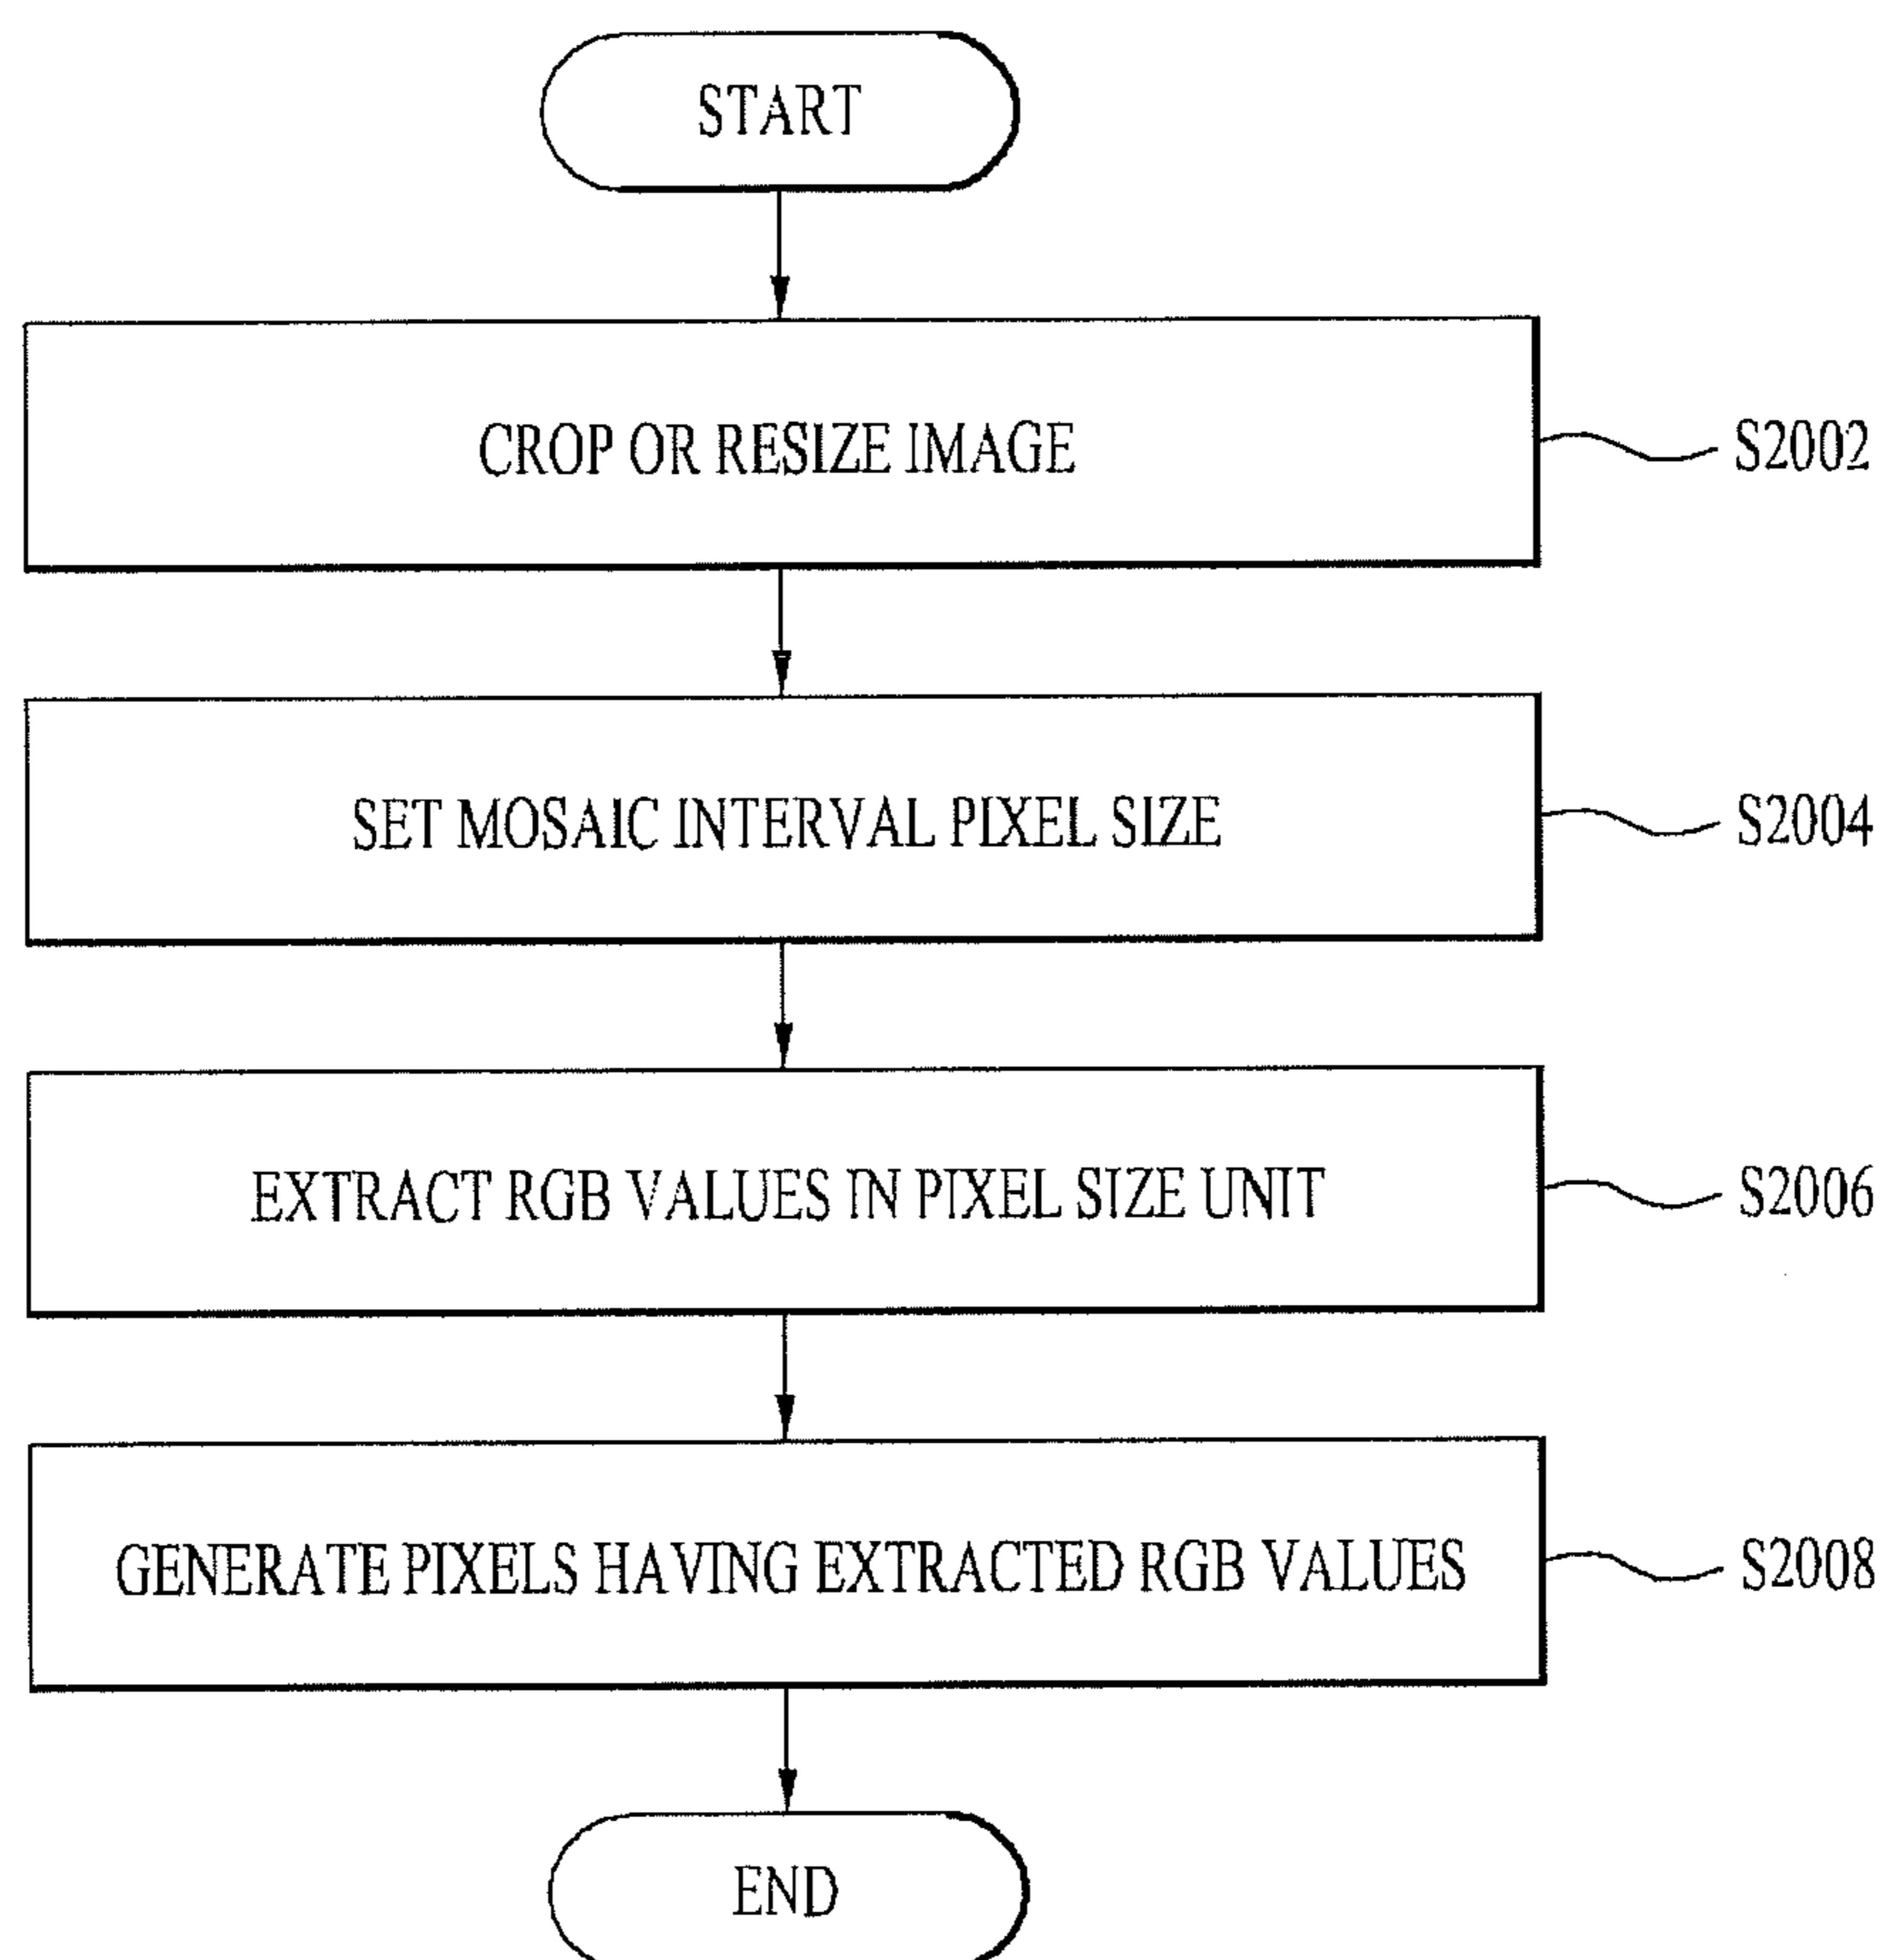 START
CROP OR RESIZE IMAGE
S2002
SET MOSAIC INTERVAL PIXEL SIZE
S2004
EXTRACT RGB VALUES IN PIXEL SIZE UNIT
S2006
GENERATE PIXELS HAVING EXTRACTED RGB VALUES
S2008
END